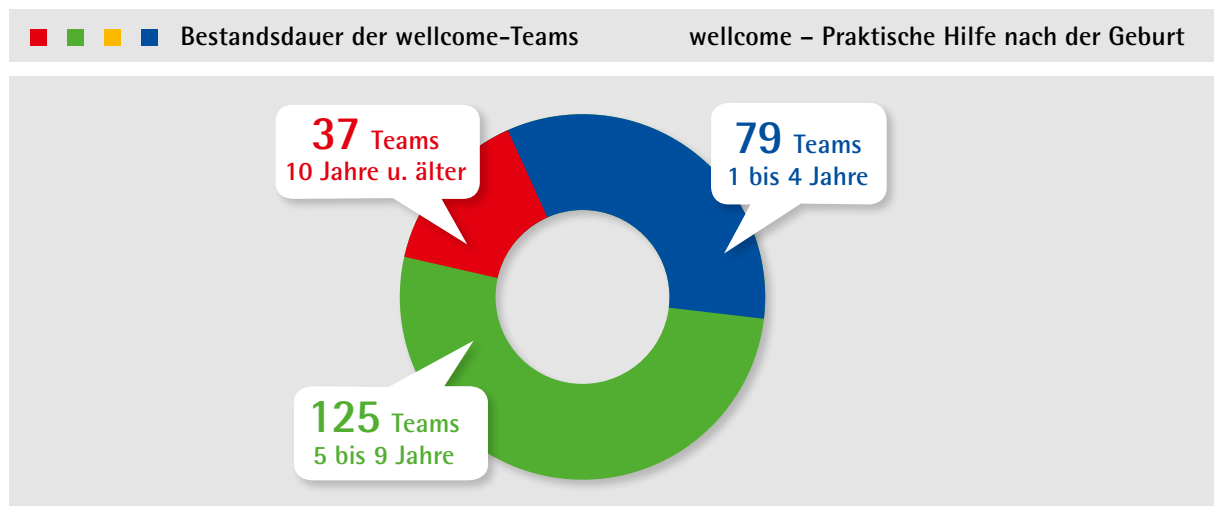 Bestandsdauer der wellcome-Teams
wellcome – Praktische Hilfe nach der Geburt
37 Teams
10 Jahre u. älter
79 Teams
1 bis 4 Jahre
125 Teams
5 bis 9 Jahre